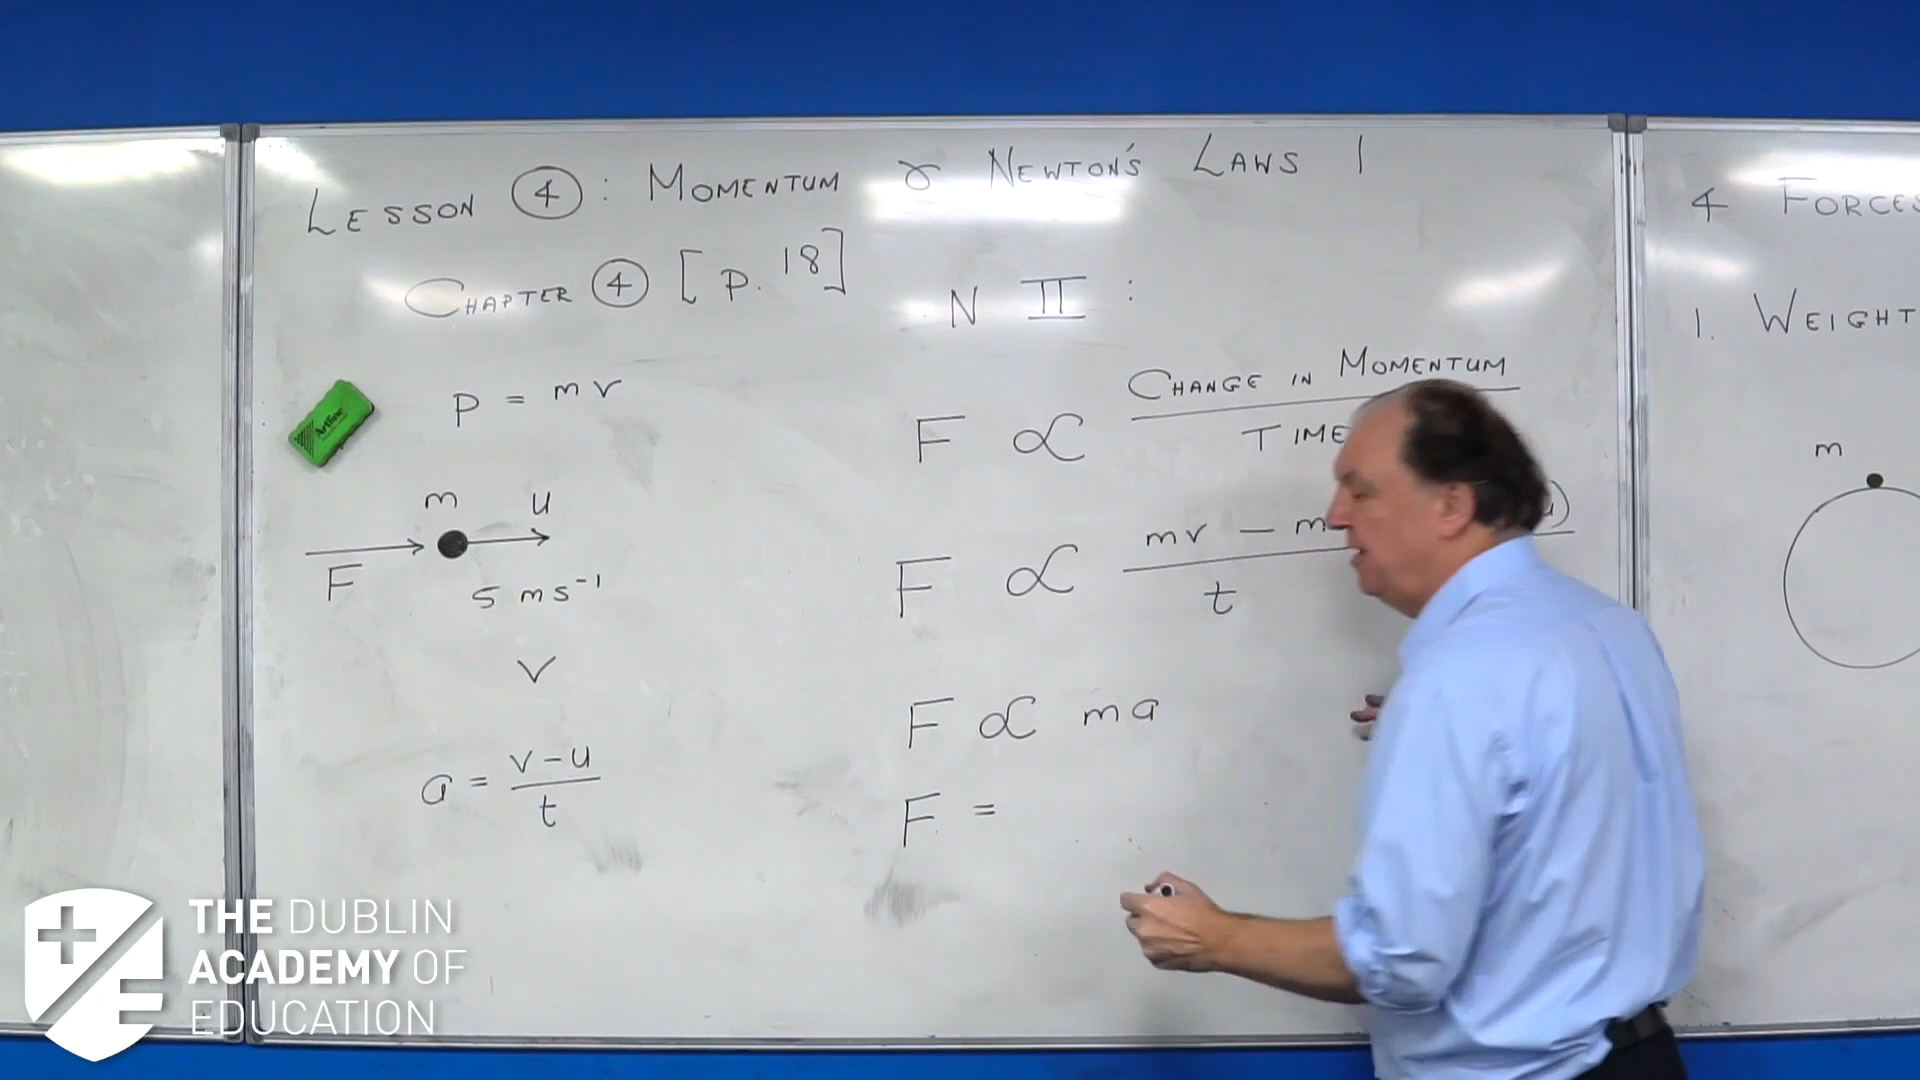 LESSON ④ : MOMENTUM & NEWTON'S LAWS 1
CHAPTER ④ [P. 18]
P = mv
m u
F
5 ms⁻¹
v
a = v-u
t
Artline
N II :
F ∝ CHANGE IN MOMENTUM
TIME
F ∝ mv - m u)
t
F ∝ ma
F =
4 FORCES
1. WEIGHT
m
THE DUBLIN
ACADEMY OF
EDUCATION